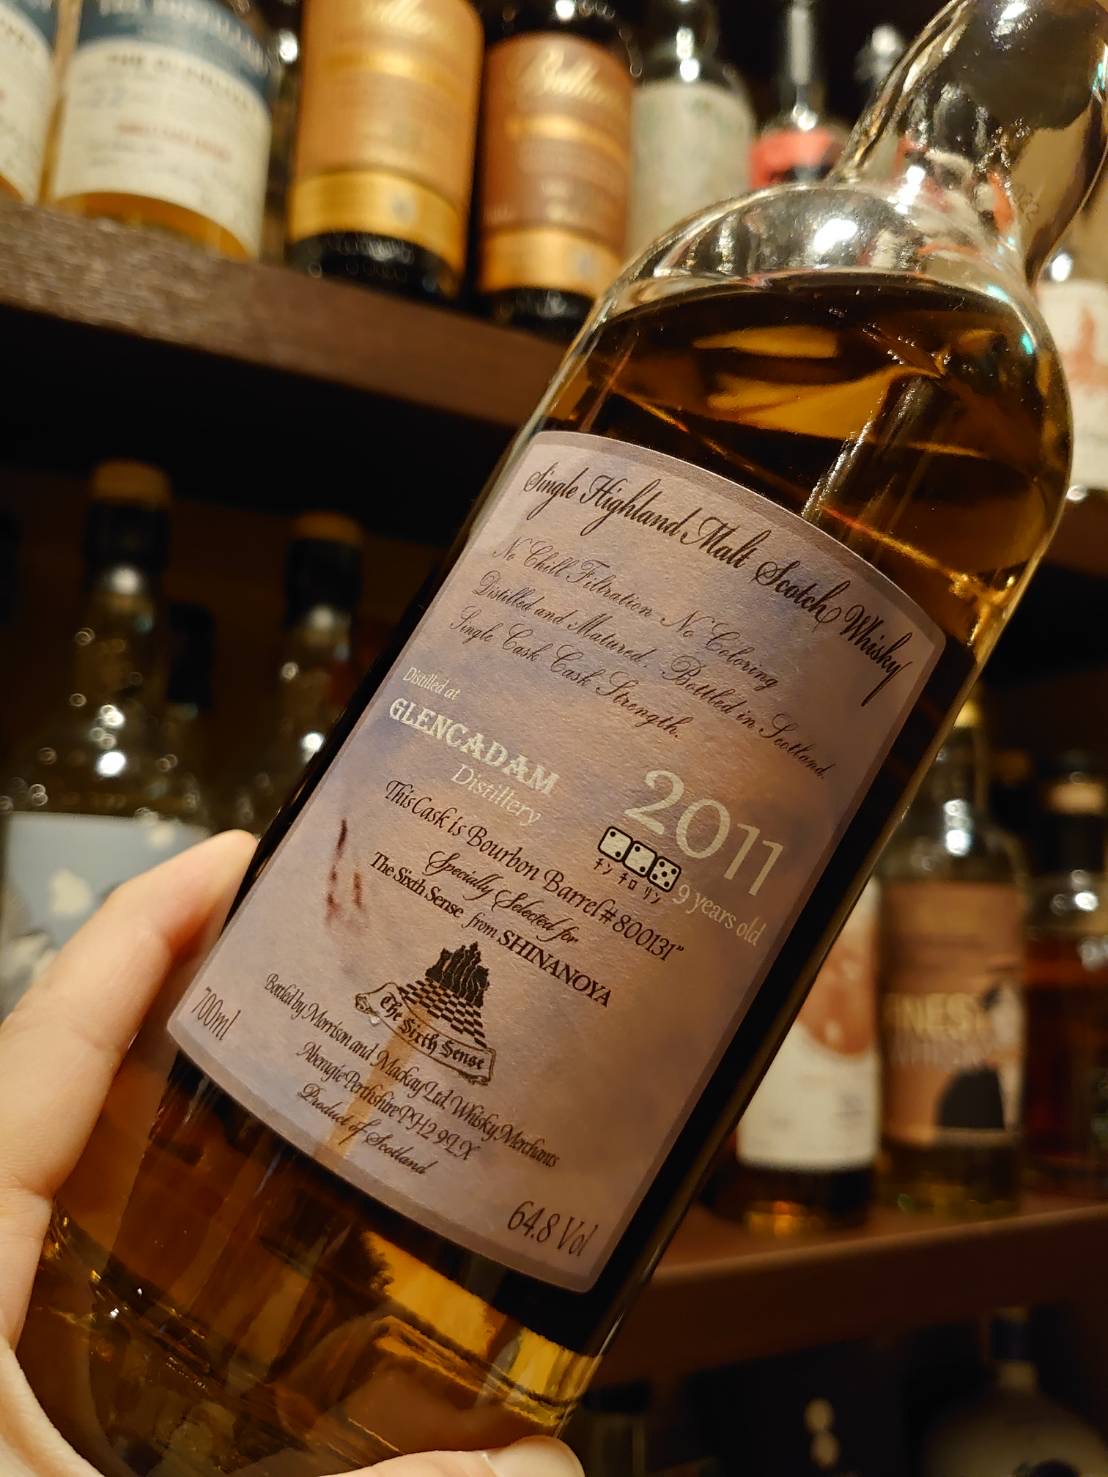 Single Highland Malt Scotch Whisky
No Chill Filtration - No Coloring
Distilled and Matured, Bottled in Scotland.
Single Cask Cask Strength.
Distilled at
GLENCADAM
Distillery
2011
チンチロリン
9 years old
This Cask is Bourbon Barrel #800131"
Specially Selected for
The Sixth Sense from SHINANOYA
The Sixth Sense
700ml
Bottled by Morrison and Mackay Ltd, Whisky Merchants
Aberugie Perthshire PH2 9LX
Product of Scotland
64.8 Vol